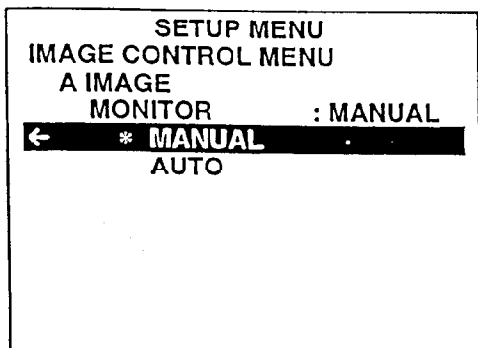 SETUP MENU
IMAGE CONTROL MENU
A IMAGE
MONITOR : MANUAL
← * MANUAL
AUTO